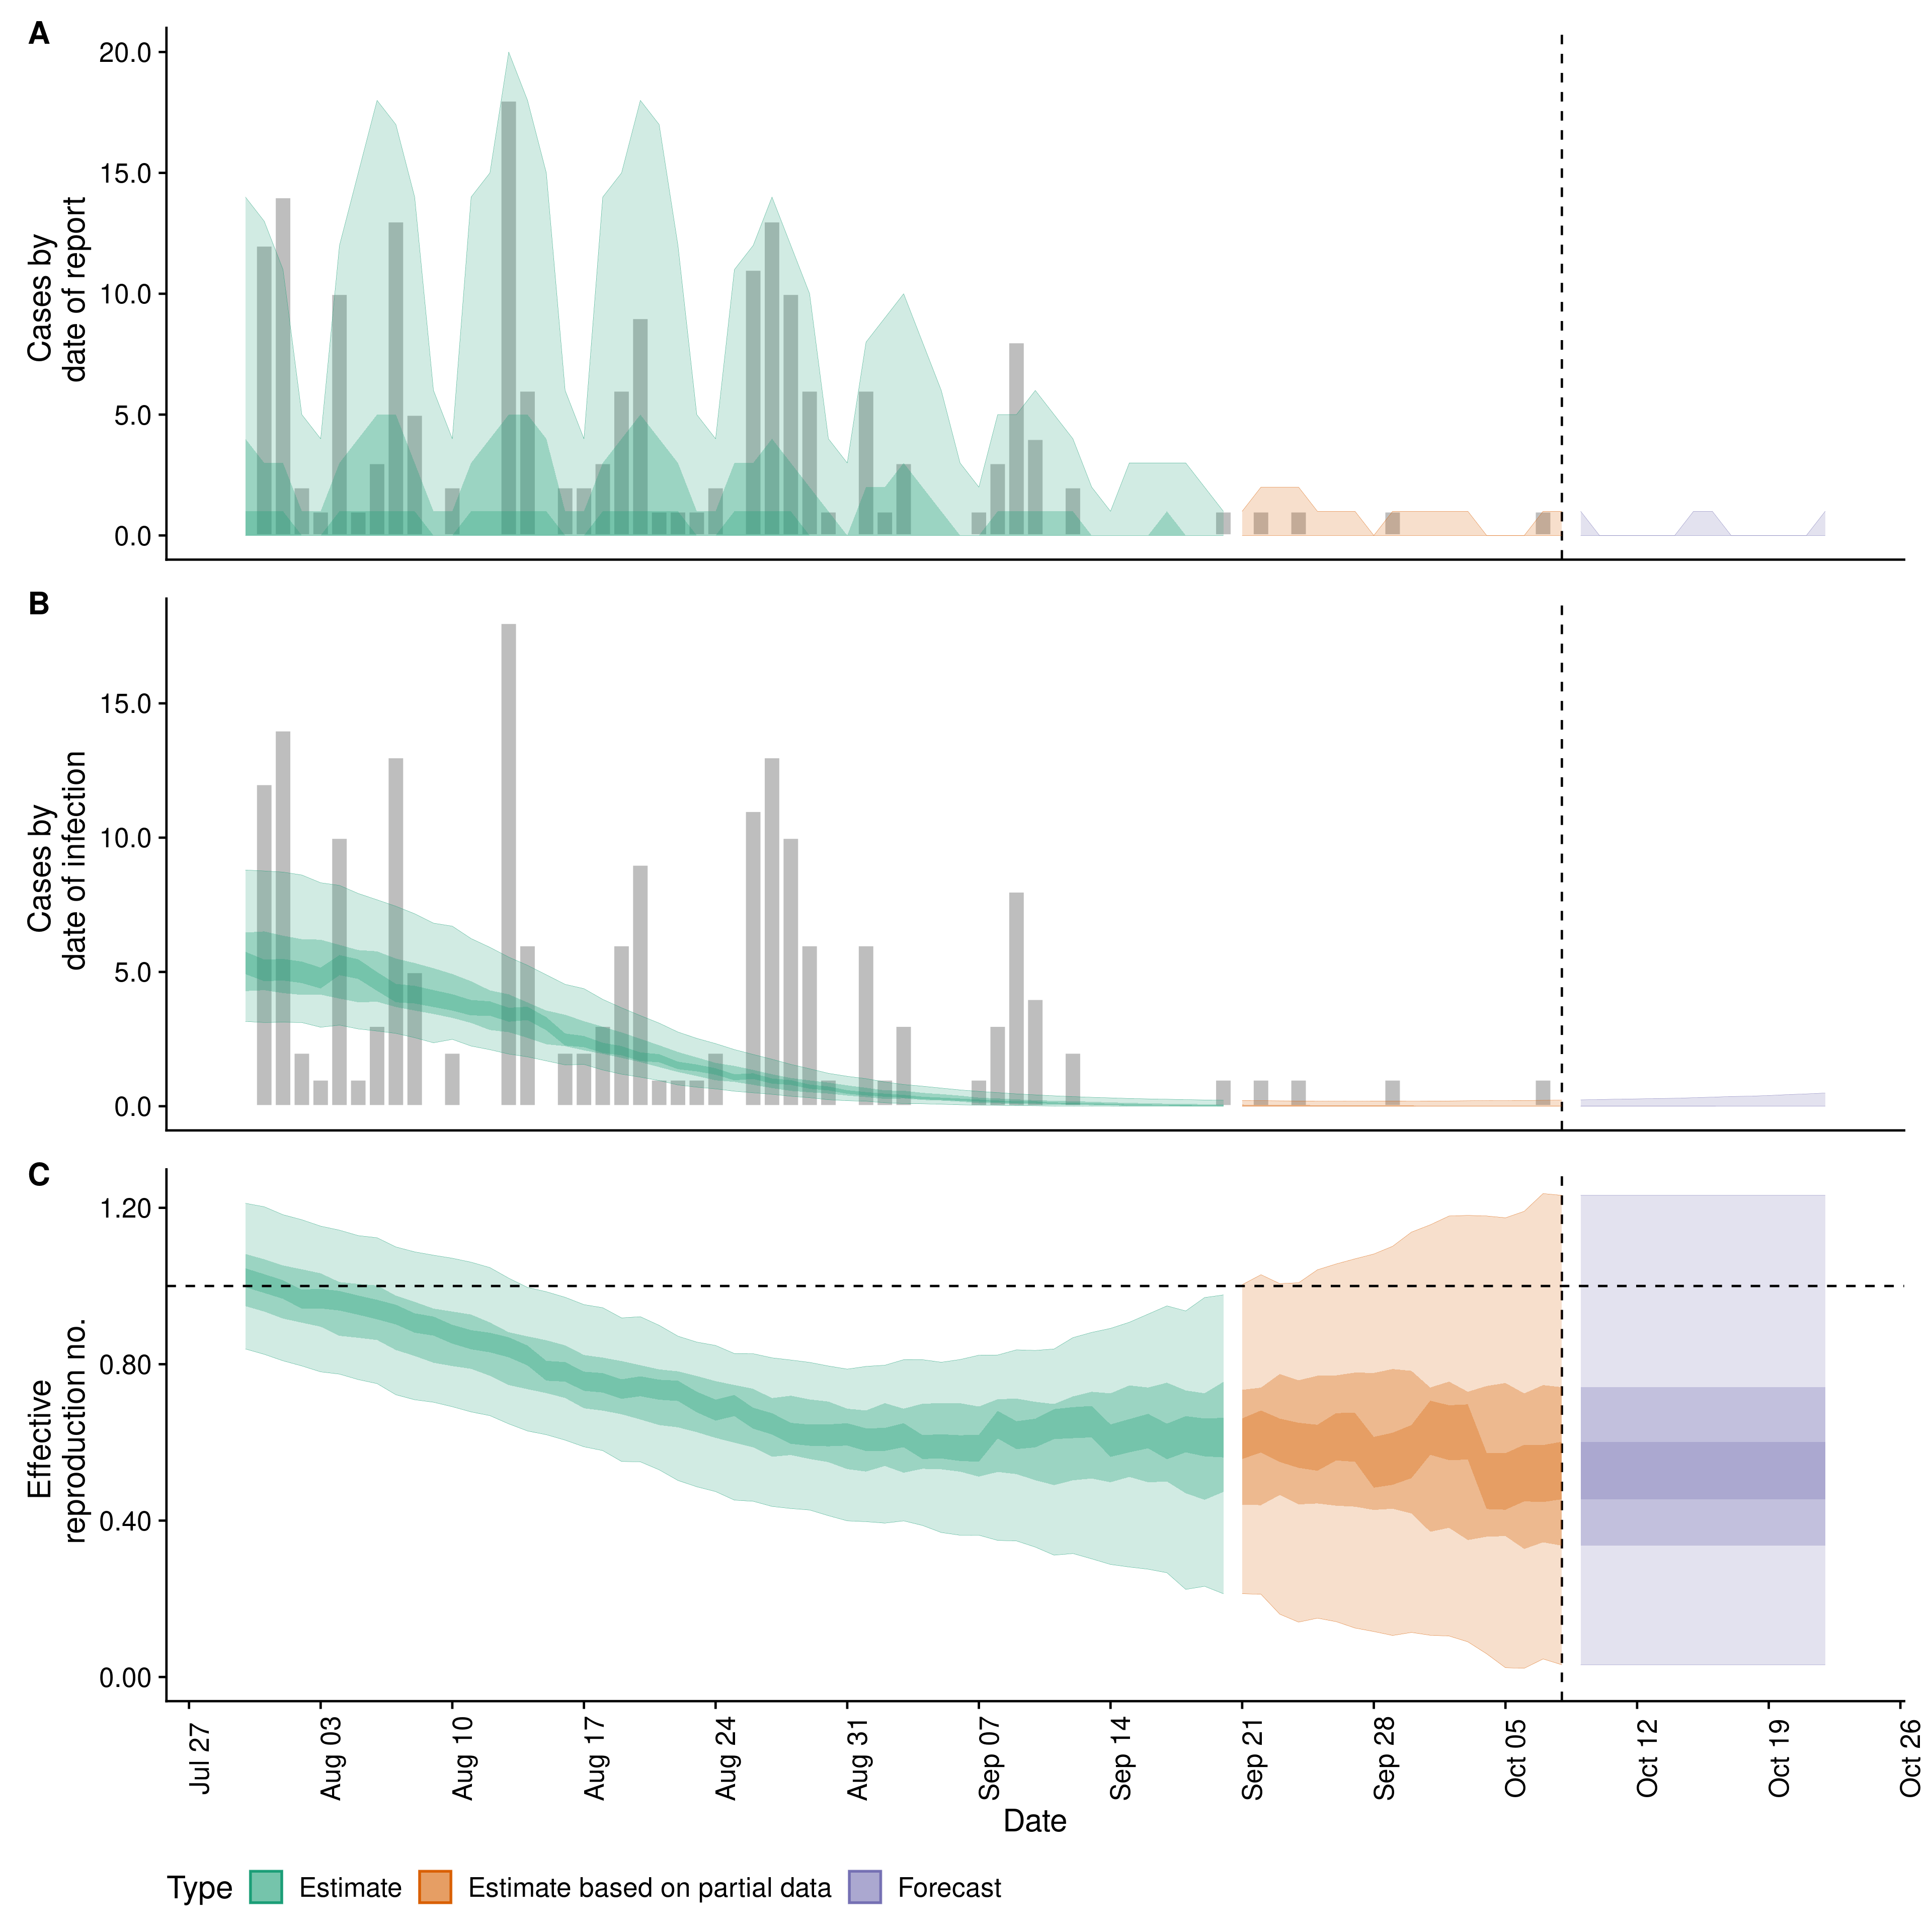 A
20.0
15.0
10.0
5.0
0.0
Cases by
date of report
B
15.0
10.0
5.0
0.0
Cases by
date of infection
C
1.20
0.80
0.40
0.00
Effective
reproduction no.
Jul 27
Aug 03
Aug 10
Aug 17
Aug 24
Aug 31
Sep 07
Sep 14
Sep 21
Sep 28
Oct 05
Oct 12
Oct 19
Oct 26
Date
Type Estimate Estimate based on partial data Forecast